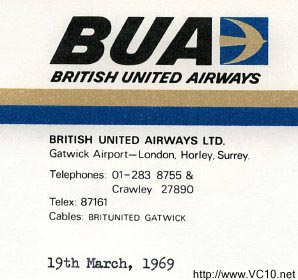 BUA
BRITISH UNITED AIRWAYS
BRITISH UNITED AIRWAYS LTD.
Gatwick Airport—London, Horley, Surrey.
Telephones: 01-283 8755 &
Crawley 27890
Telex: 87161
Cables: BRITUNITED GATWICK
19th March, 1969
http://www.VC10.net